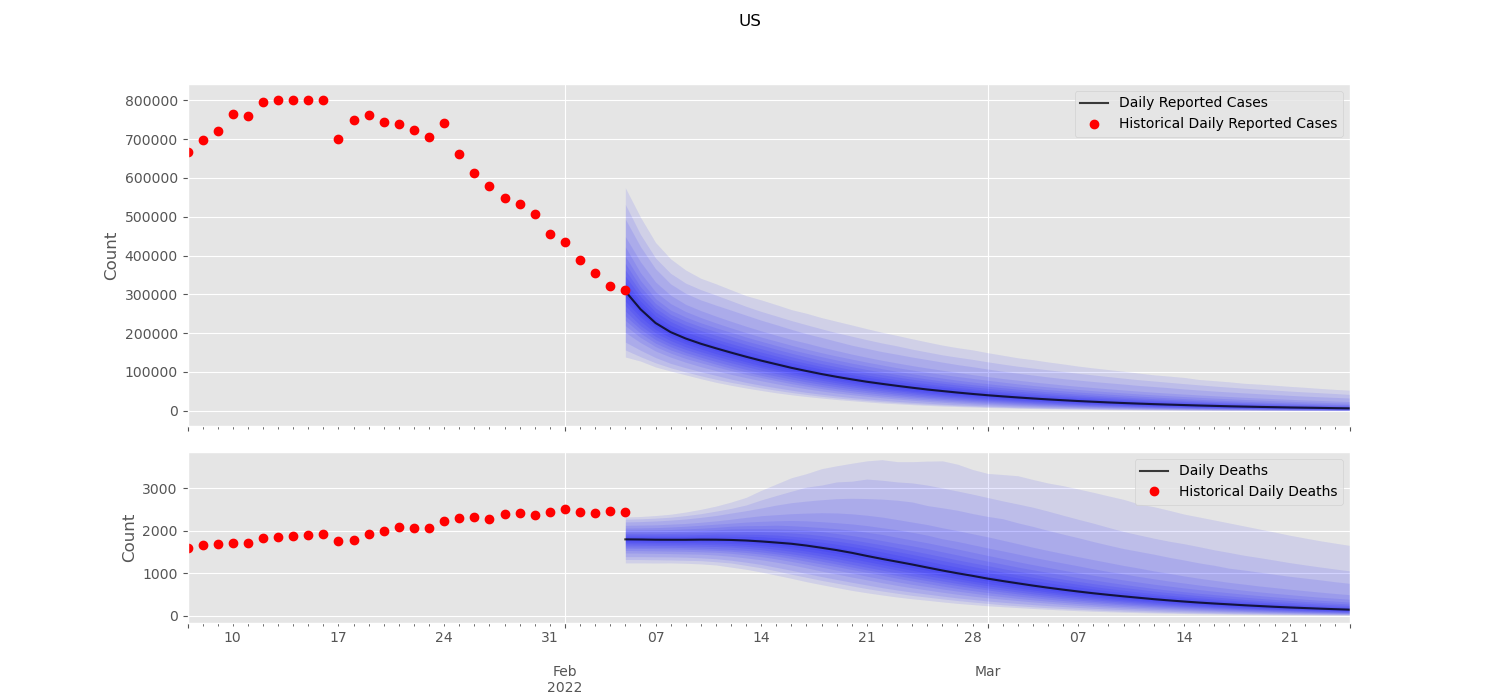 US
800000
700000
600000
500000
400000
300000
200000
100000
0
Count
Daily Reported Cases
Historical Daily Reported Cases
3000
2000
1000
0
Count
Daily Deaths
Historical Daily Deaths
10 17 24 31 07 14 21 28 07 14 21
Feb Mar
2022